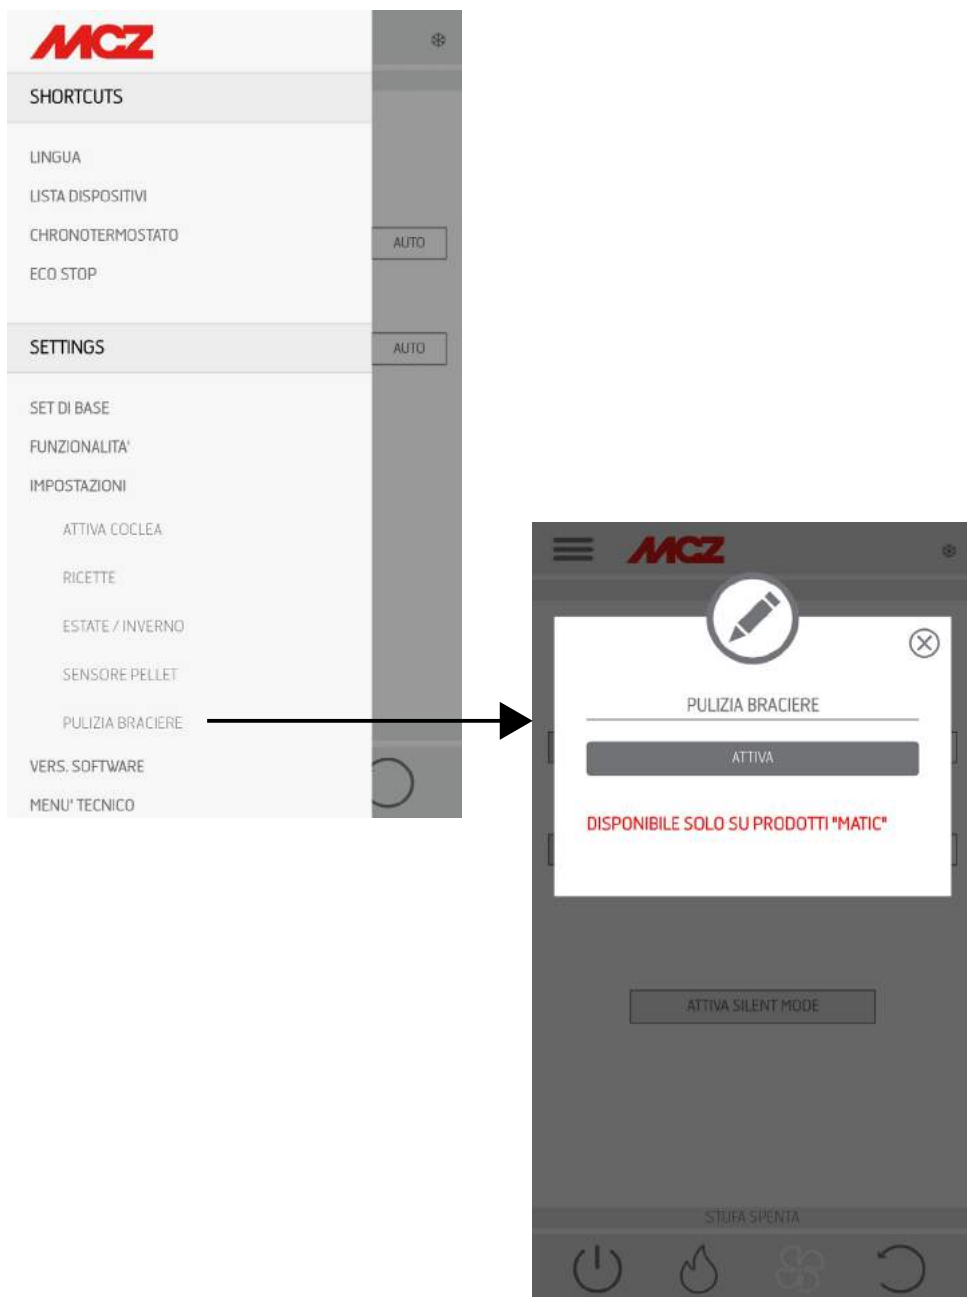 MCZ
SHORTCUTS
LINGUA
LISTA DISPOSITIVI
CHRONOTERMOSTATO
ECO STOP
AUTO
SETTINGS
AUTO
SET DI BASE
FUNZIONALITA'
IMPOSTAZIONI
ATTIVA COCLEA
RICETTE
ESTATE / INVERNO
SENSORE PELLET
PULIZIA BRACIERE
VERS. SOFTWARE
MENU' TECNICO
MCZ
PULIZIA BRACIERE
ATTIVA
DISPONIBILE SOLO SU PRODOTTI "MATIC"
ATTIVA SILENT MODE
STUFA SPENTA